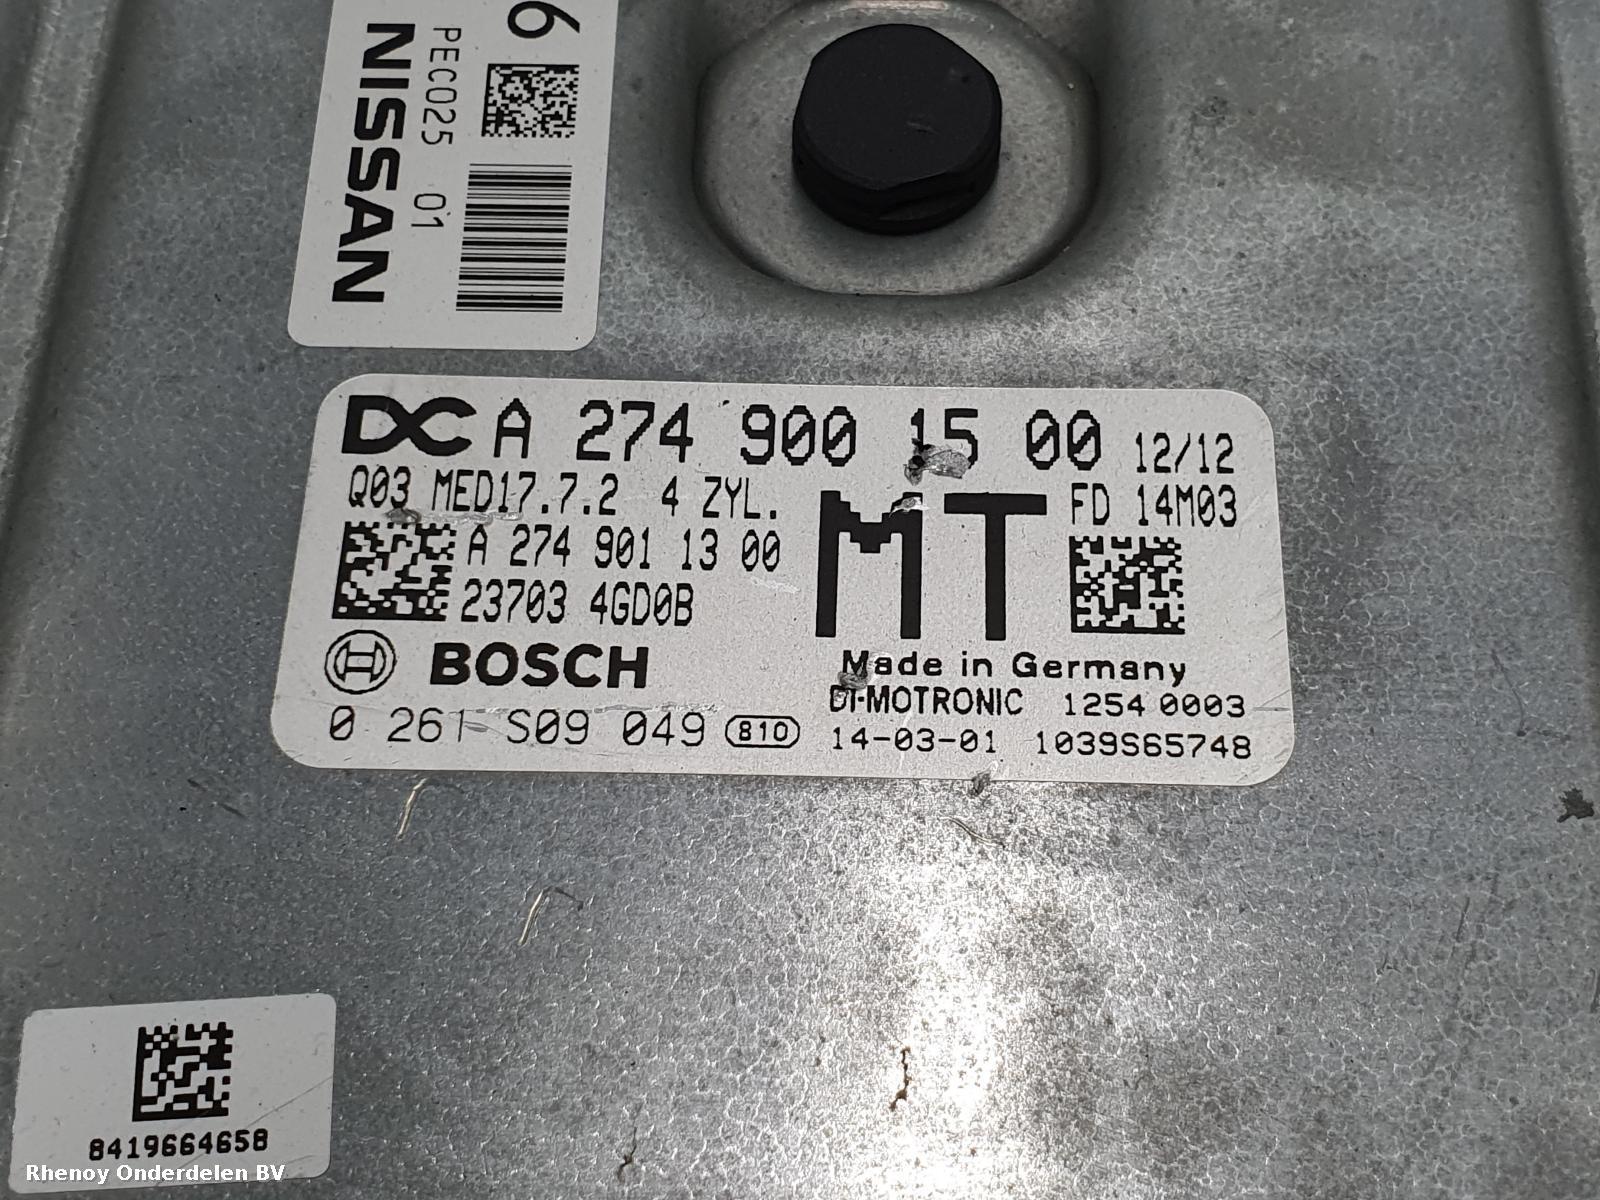 6
PEC025 01
NISSAN
DC A 274 900 15 00 12/12
Q03 MED17.7.2 4 ZYL. MT FD 14M03
A 274 901 13 00
23703 4GD0B
BOSCH Made in Germany
DI-MOTRONIC 1254 0003
0 261 S09 049 810 14-03-01 1039S65748
8419664658
Rhenoy Onderdelen BV